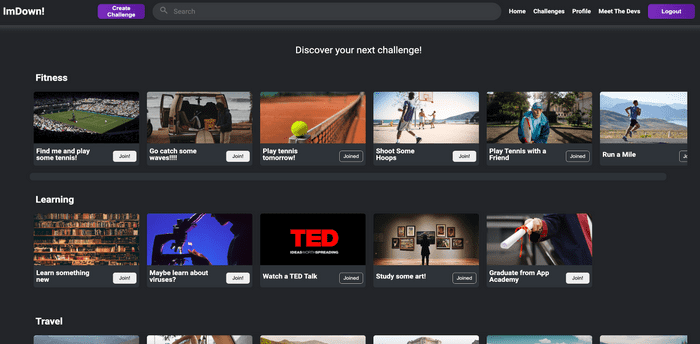 ImDown!
Create
Challenge
Search
Home
Challenges
Profile
Meet The Devs
Logout
Discover your next challenge!
Fitness
Find me and play
some tennis!
Join!
Go catch some
waves!!!!
Join!
Play tennis
tomorrow!
Joined
Shoot Some
Hoops
Join!
Play Tennis with a
Friend
Joined
Run a Mile
Learning
Learn something
new
Join!
Maybe learn about
viruses?
Join!
TED
IDEAS WORTH SPREADING
Watch a TED Talk
Joined
Study some art!
Joined
Graduate from App
Academy
Join!
Travel